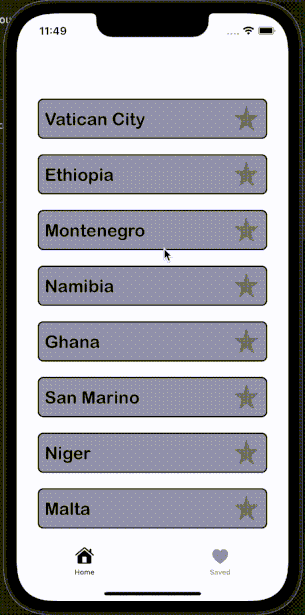 11:49
Vatican City
Ethiopia
Montenegro
Namibia
Ghana
San Marino
Niger
Malta
Home
Saved